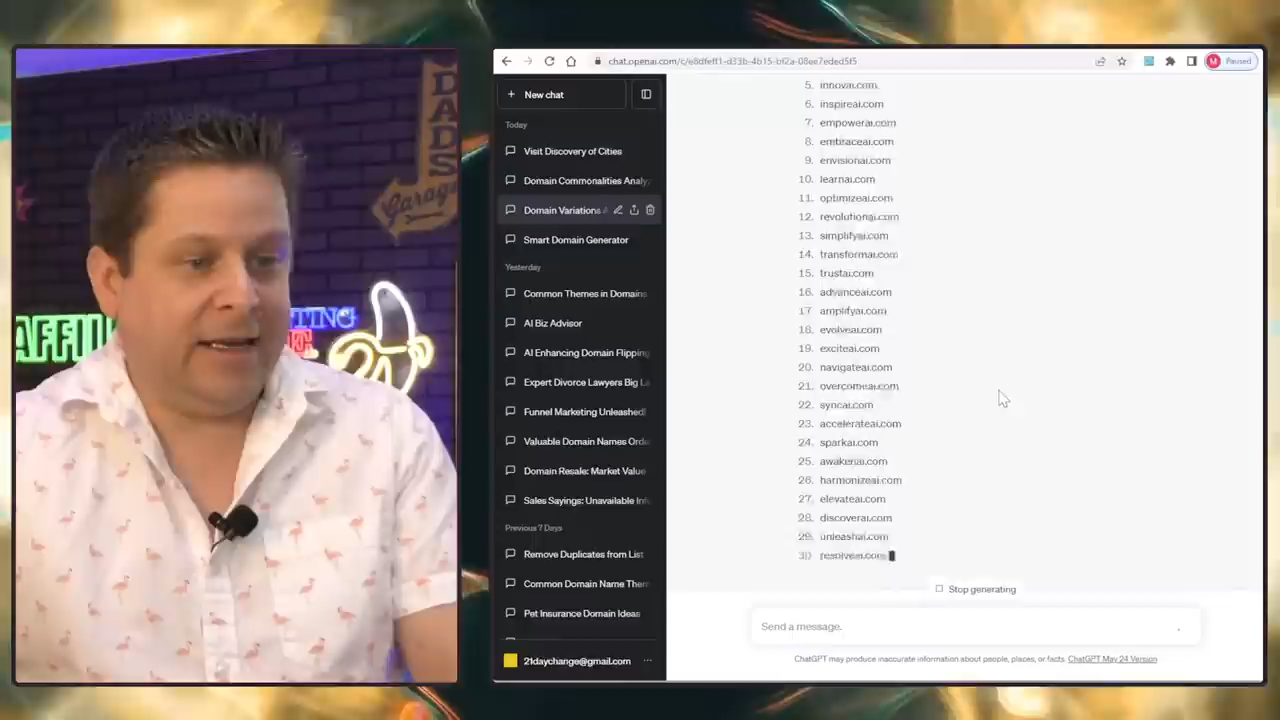 DADS
Garage
AFFI
TING
chat.openai.com/c/e8dfeff1-d33b-4b15-bf2a-08ee7eded5f5
M Paused
+ New chat
Today
Visit Discovery of Cities
Domain Commonalities Analy
Domain Variations
Smart Domain Generator
Yesterday
Common Themes in Domains
AI Biz Advisor
AI Enhancing Domain Flipping
Expert Divorce Lawyers Big La
Funnel Marketing Unleashed!
Valuable Domain Names Orde
Domain Resale: Market Value
Sales Sayings: Unavailable Inf
Previous 7 Days
Remove Duplicates from List
Common Domain Name Them
Pet Insurance Domain Ideas
21daychange@gmail.com
5. innovai.com
6. inspireai.com
7. empowerai.com
8. embraceai.com
9. envisionai.com
10. learnai.com
11. optimizeai.com
12. revolutionai.com
13. simplifyai.com
14. transformai.com
15. trustai.com
16. advanceai.com
17. amplifyai.com
18. evolveai.com
19. exciteai.com
20. navigateai.com
21. overcomeai.com
22. syncai.com
23. accelerateai.com
24. sparkai.com
25. awakenai.com
26. harmonizeai.com
27. elevateai.com
28. discoverai.com
29. unleashai.com
30 resolveai.com
Stop generating
Send a message.
ChatGPT may produce inaccurate information about people, places, or facts. ChatGPT May 24 Version